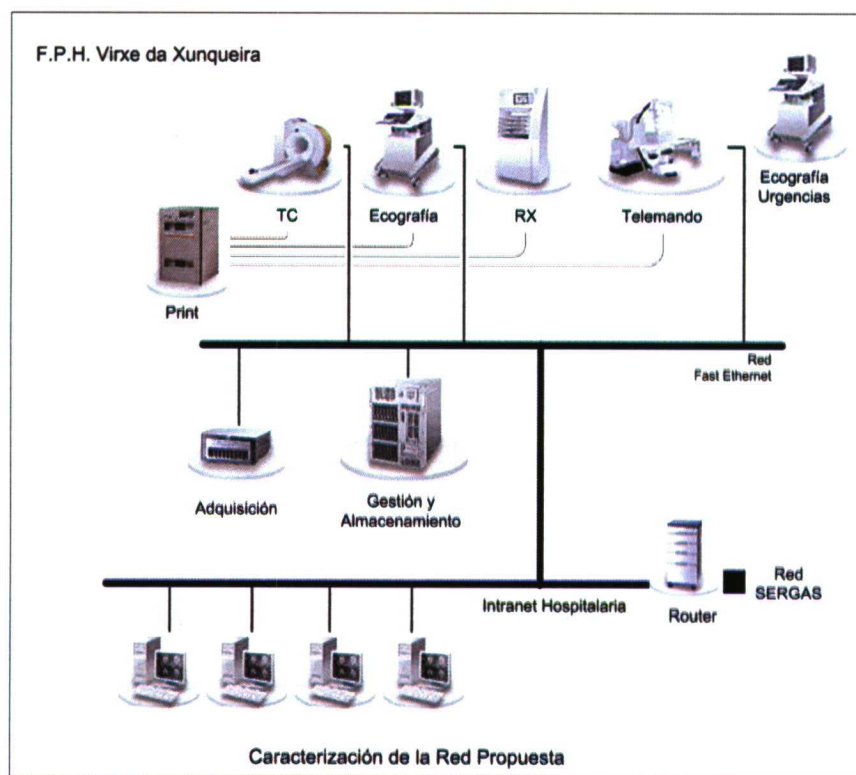 F.P.H. Virxe da Xunqueira
TC
Ecografía
RX
Telemando
Ecografía
Urgencias
Print
Red
Fast Ethernet
Adquisición
Gestión y
Almacenamiento
Intranet Hospitalaria
Router
Red
SERGAS
Caracterización de la Red Propuesta